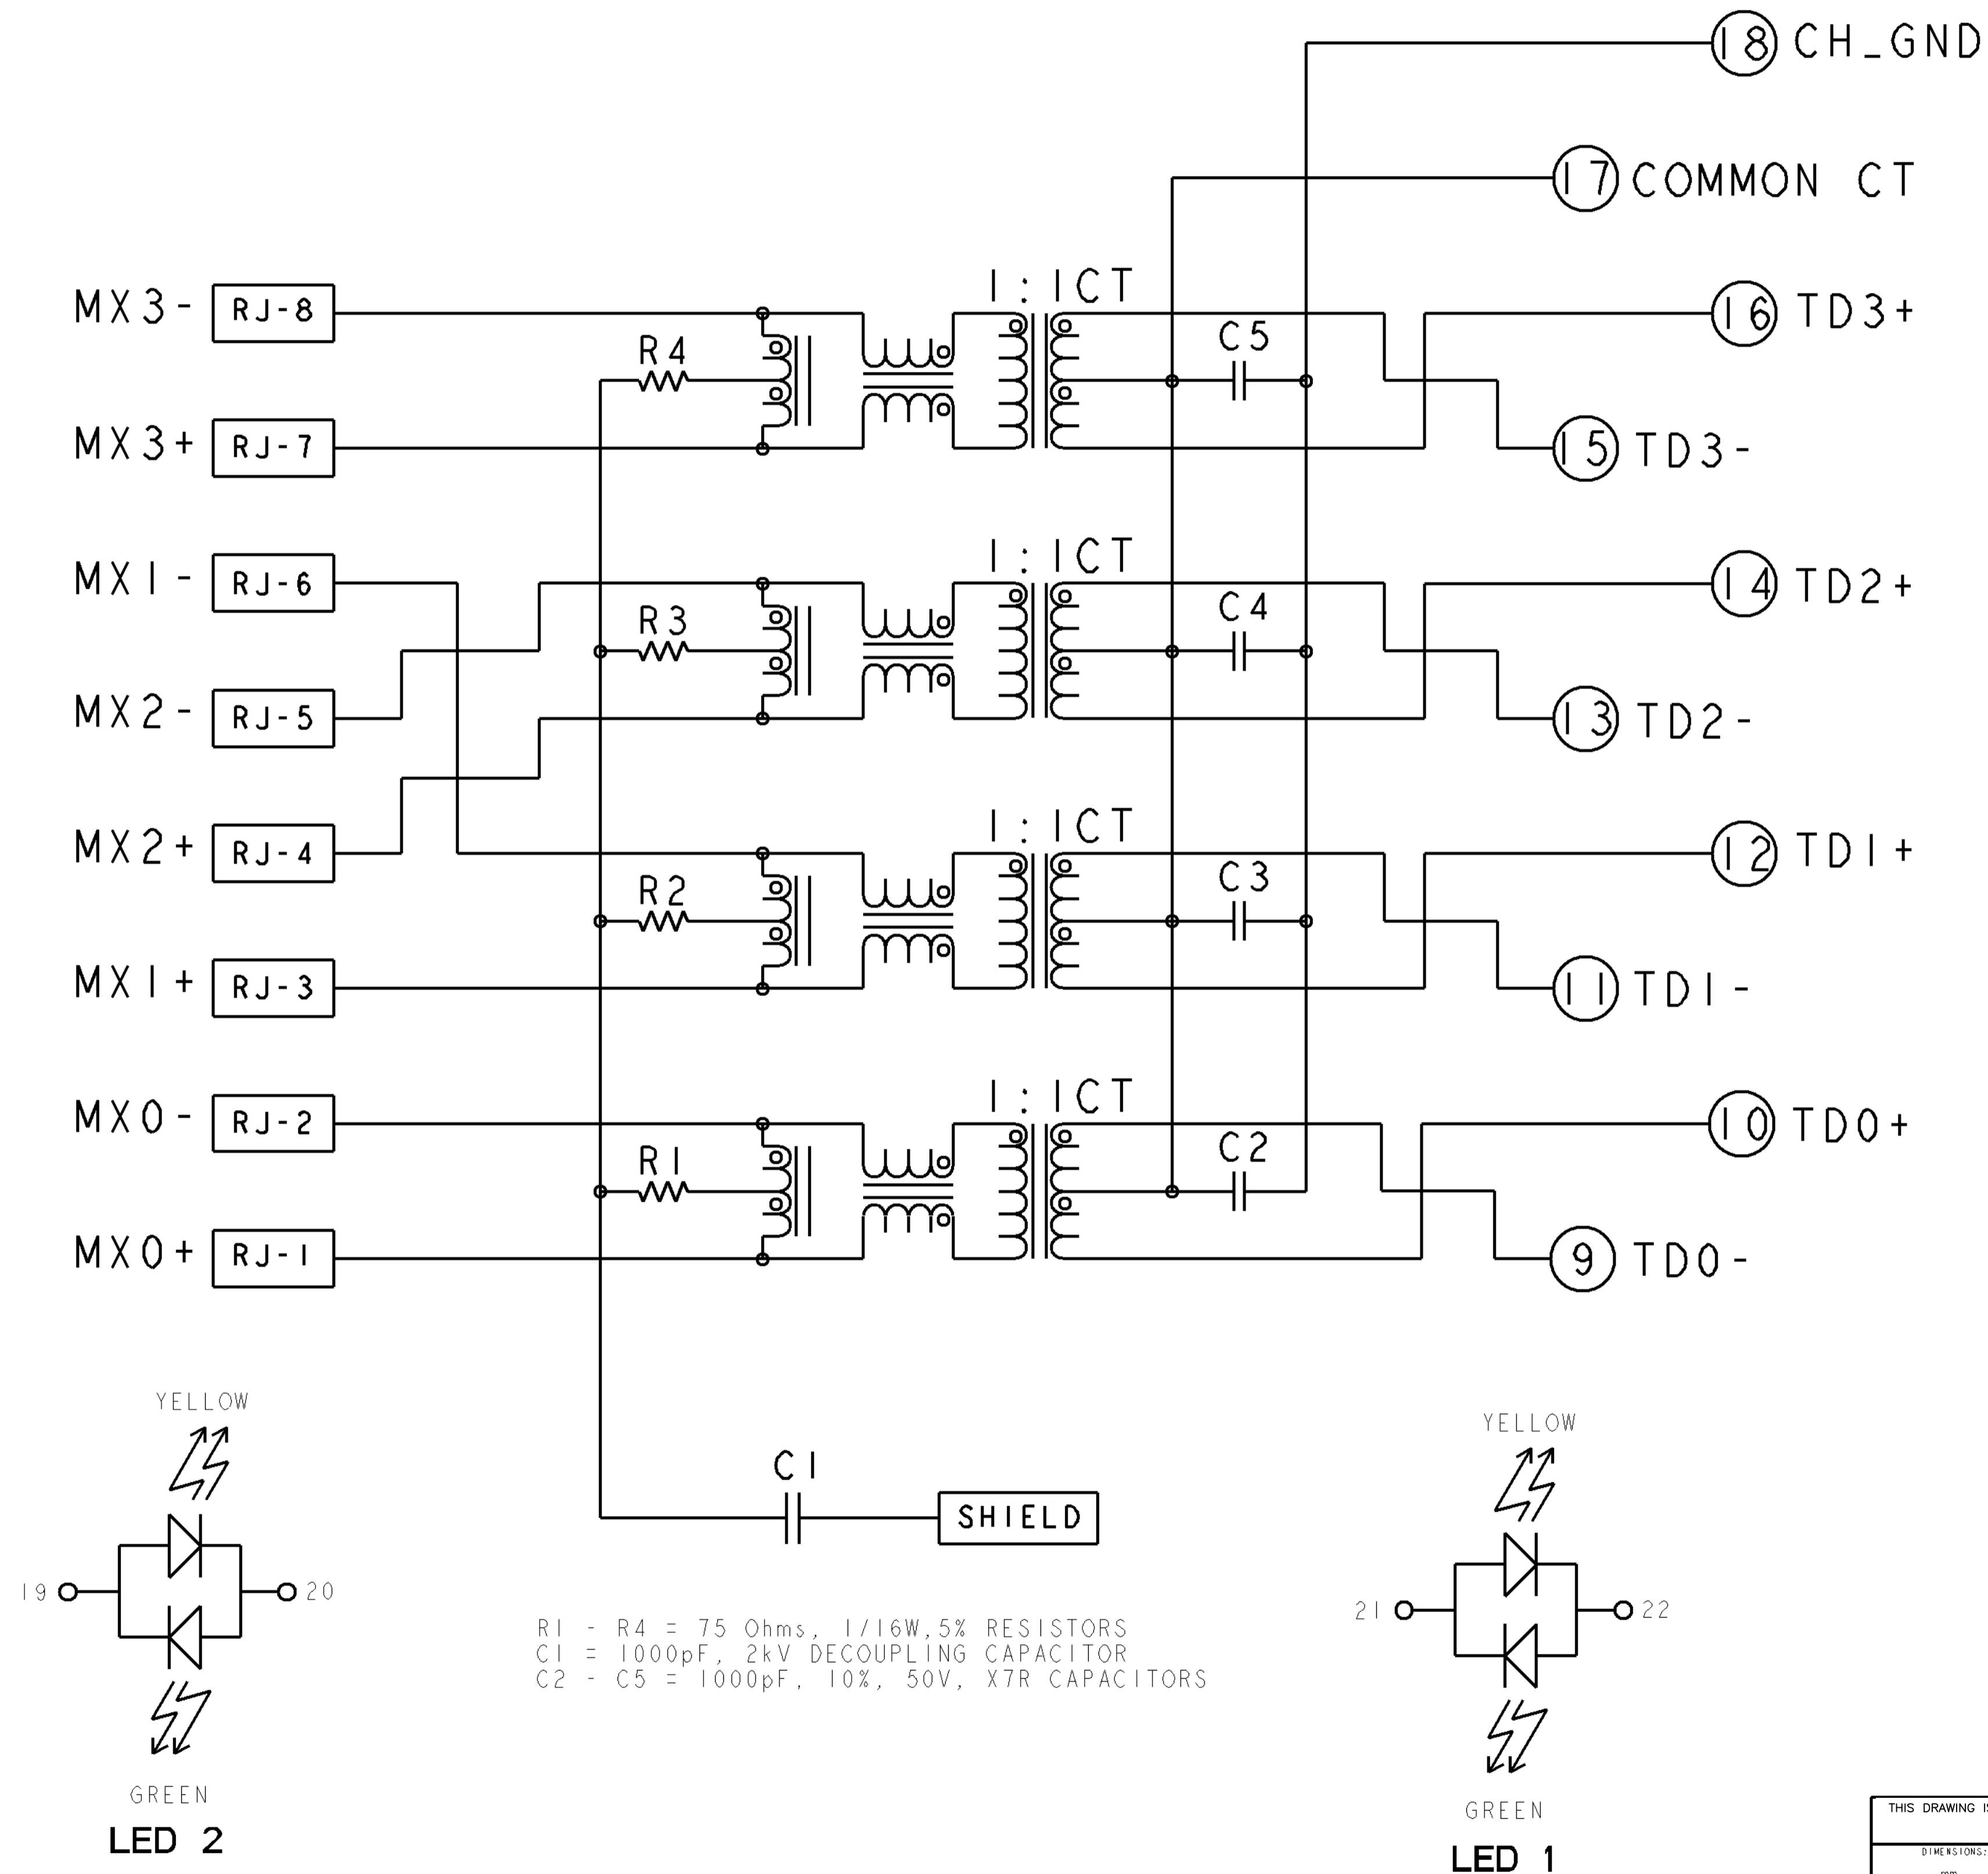 18 CH_GND
17 COMMON CT
1:1CT
MX3- RJ-8
16 TD3+
R4
C5
MX3+ RJ-7
15 TD3-
1:1CT
MX1- RJ-6
14 TD2+
R3
C4
MX2- RJ-5
13 TD2-
1:1CT
MX2+ RJ-4
12 TD1+
R2
C3
MX1+ RJ-3
11 TD1-
1:1CT
MX0- RJ-2
10 TD0+
R1
C2
MX0+ RJ-1
9 TD0-
YELLOW
19
20
GREEN
LED 2
C1
SHIELD
R1 - R4 = 75 Ohms, 1/16W,5% RESISTORS
C1 = 1000pF, 2kV DECOUPLING CAPACITOR
C2 - C5 = 1000pF, 10%, 50V, X7R CAPACITORS
YELLOW
21
22
GREEN
LED 1
THIS DRAWING
DIMENSIONS: